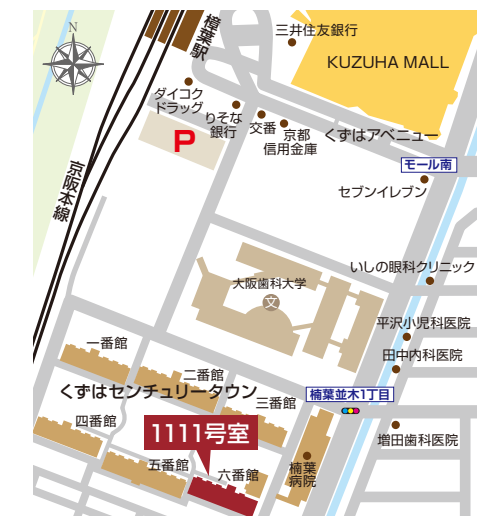 N
樟葉駅
三井住友銀行
KUZUHA MALL
ダイコク
ドラッグ
りそな
銀行
交番
京都
信用金庫
くずはアベニュー
P
モール南
セブンイレブン
京阪本線
いしの眼科クリニック
大阪歯科大学
文
平沢小児科医院
田中内科医院
一番館
二番館
くずはセンチュリータウン
楠葉並木1丁目
三番館
四番館
1111号室
増田歯科医院
五番館
六番館
楠葉
病院